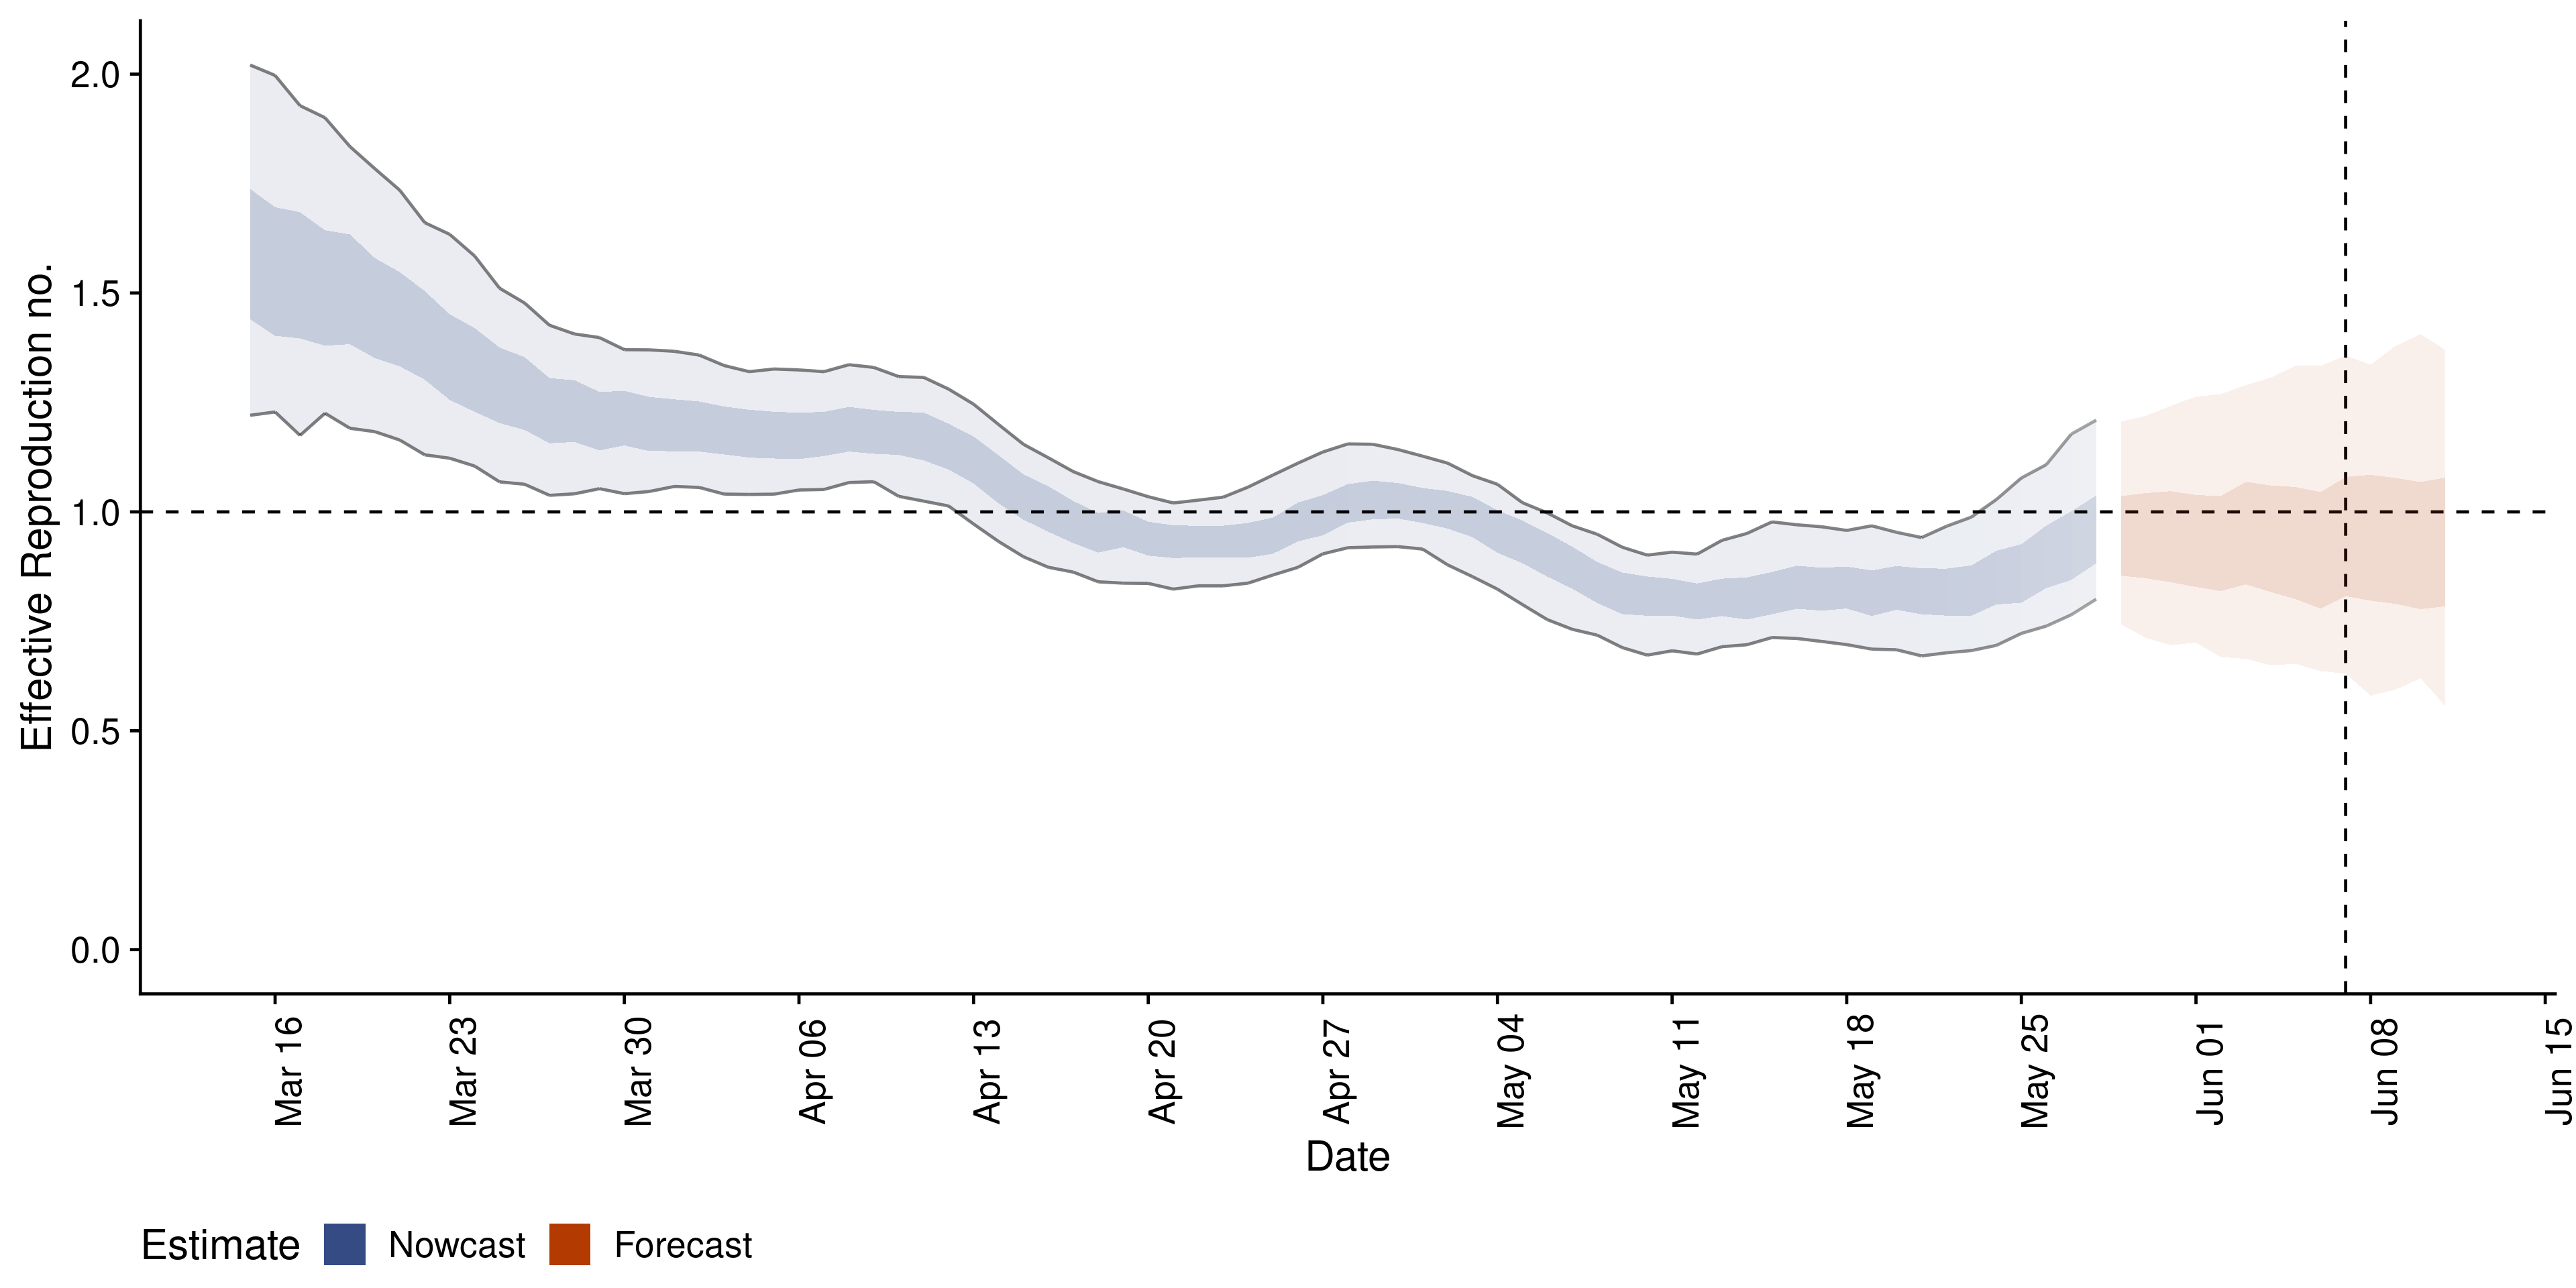 Effective Reproduction no.
2.0
1.5
1.0
0.5
0.0
Mar 16
Mar 23
Mar 30
Apr 06
Apr 13
Apr 20
Apr 27
May 04
May 11
May 18
May 25
Jun 01
Jun 08
Jun 15
Date
Estimate Nowcast Forecast